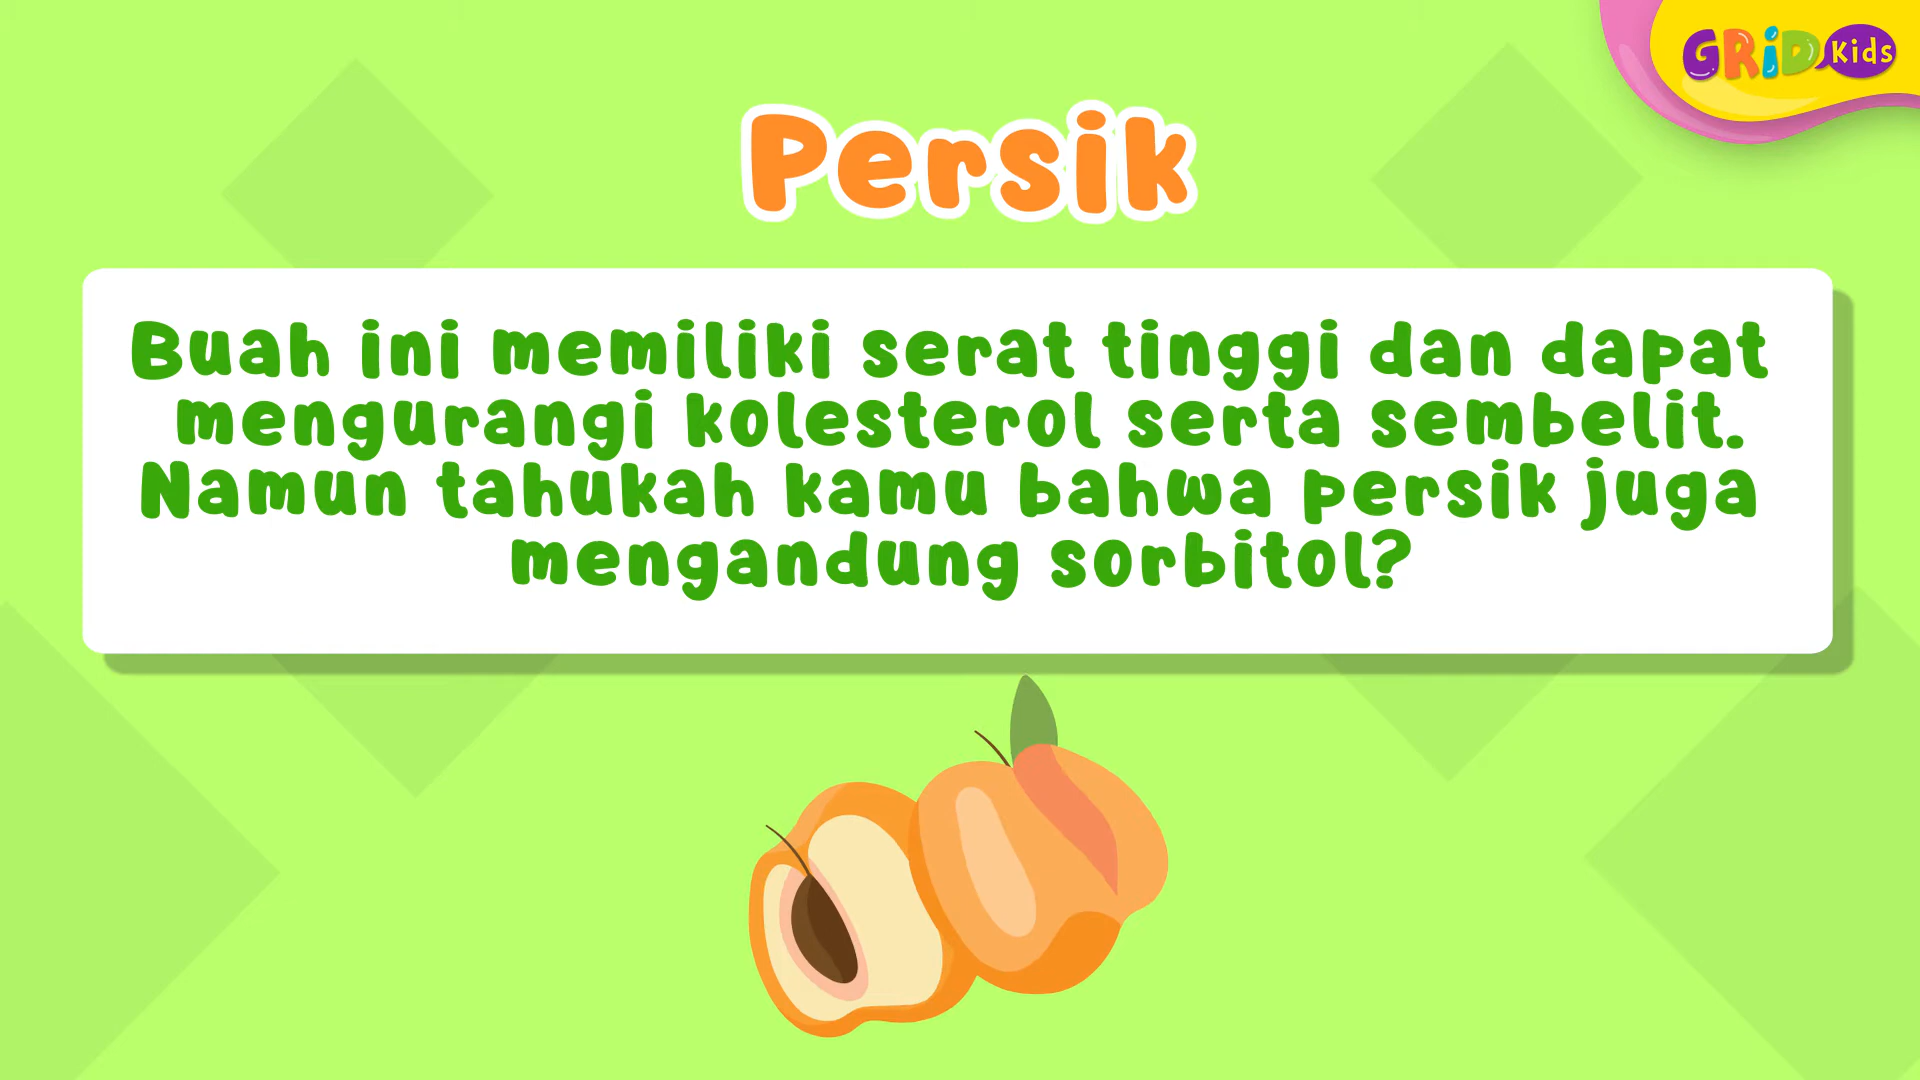 GRiD Kids
Persik
Buah ini memiliki serat tinggi dan dapat
mengurangi kolesterol serta sembelit.
Namun tahukah kamu bahwa persik juga
mengandung sorbitol?